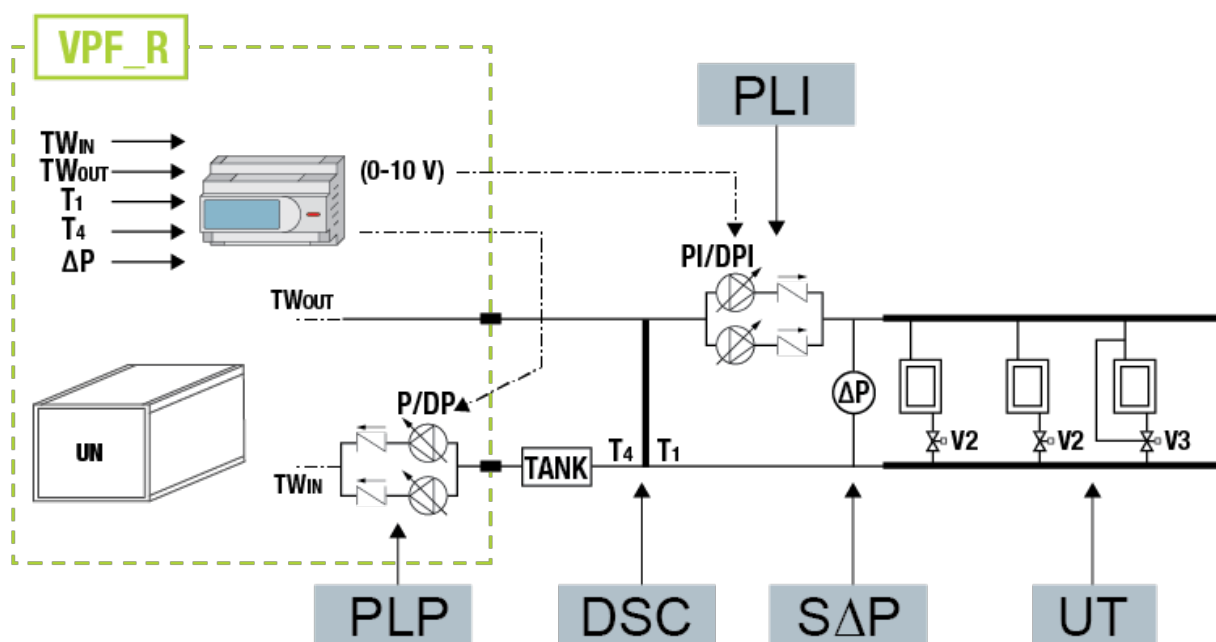 VPF_R
PLI
TWIN
TWOUT
(0-10 V)
T1
T4
ΔP
PI/DPI
TWOUT
ΔP
P/DP
UN
V2
V2
V3
T4
T1
TANK
TWIN
PLP
DSC
SΔP
UT